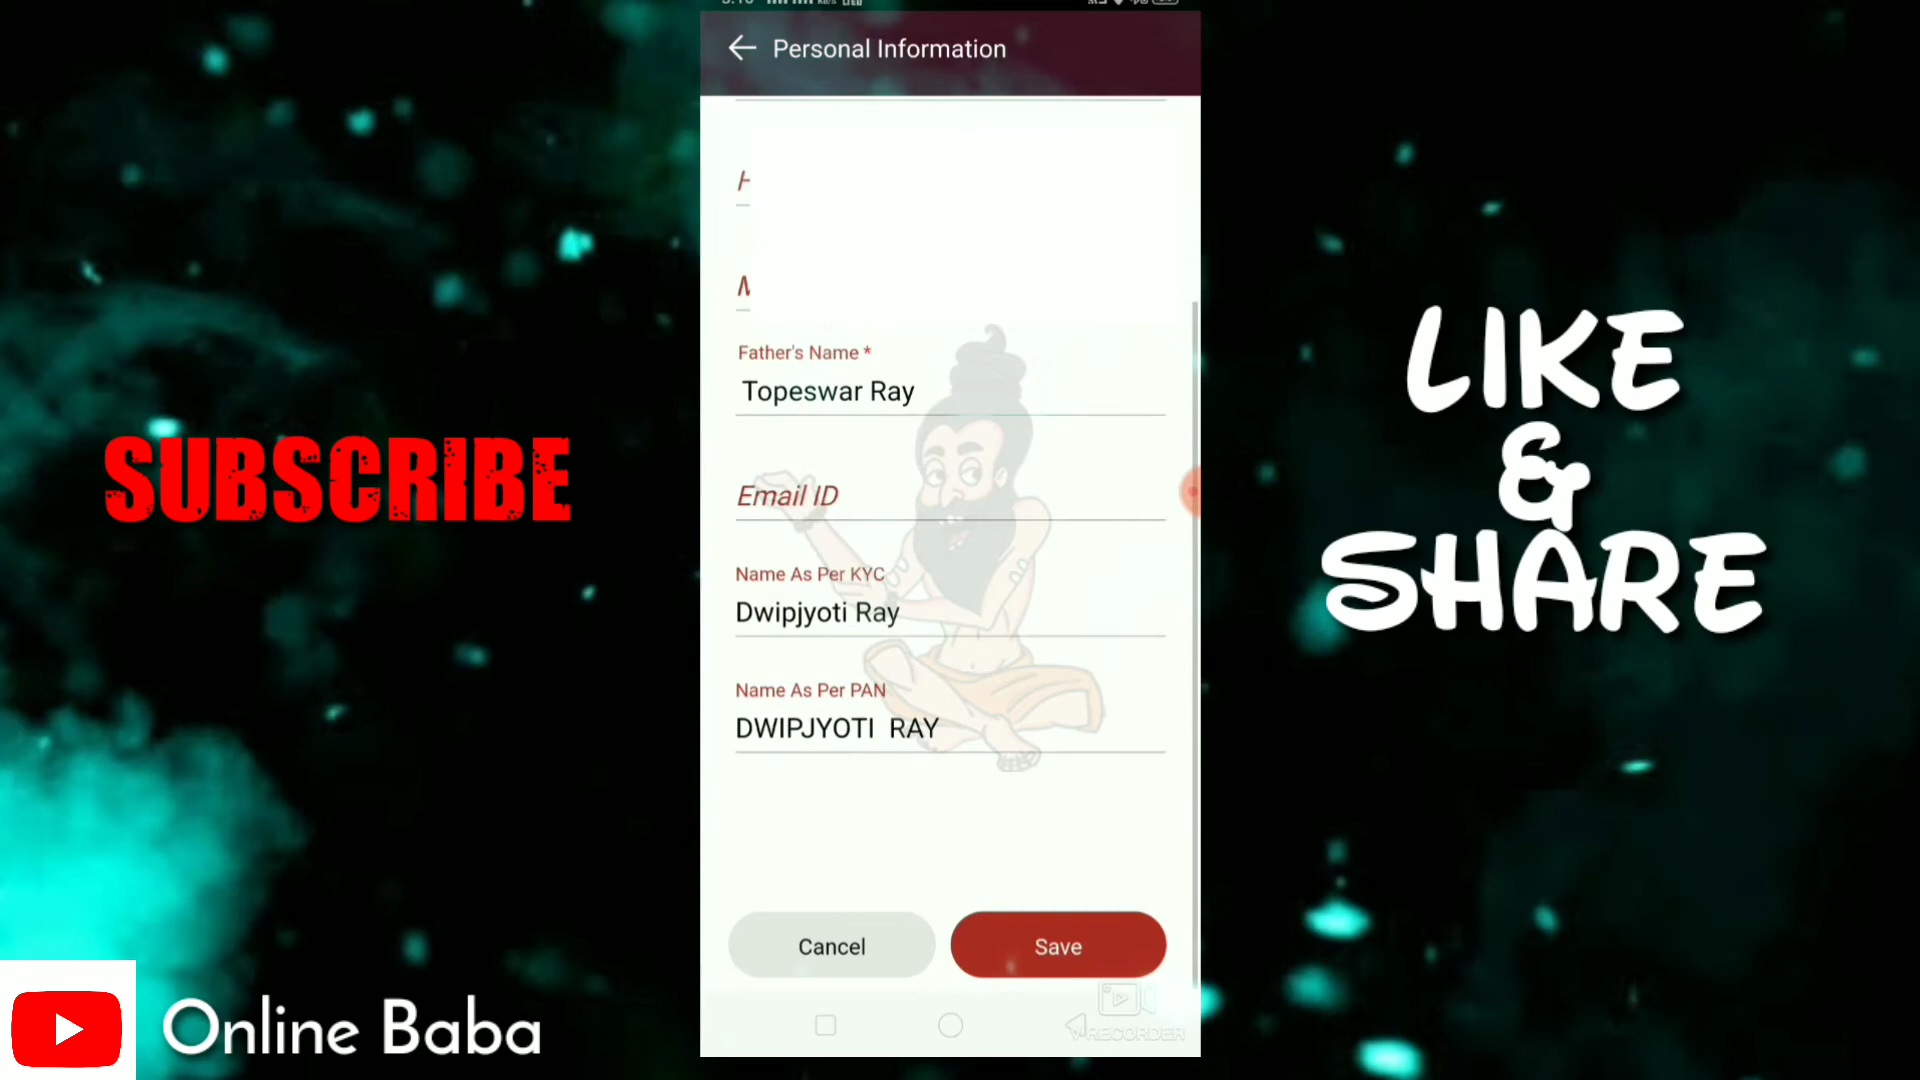 Personal Information
Father's Name *
Topeswar Ray
Email ID
Name As Per KYC
Dwipjyoti Ray
Name As Per PAN
DWIPJYOTI RAY
Cancel
Save
V-RECORDER
SUBSCRIBE
LIKE
&
SHARE
Online Baba